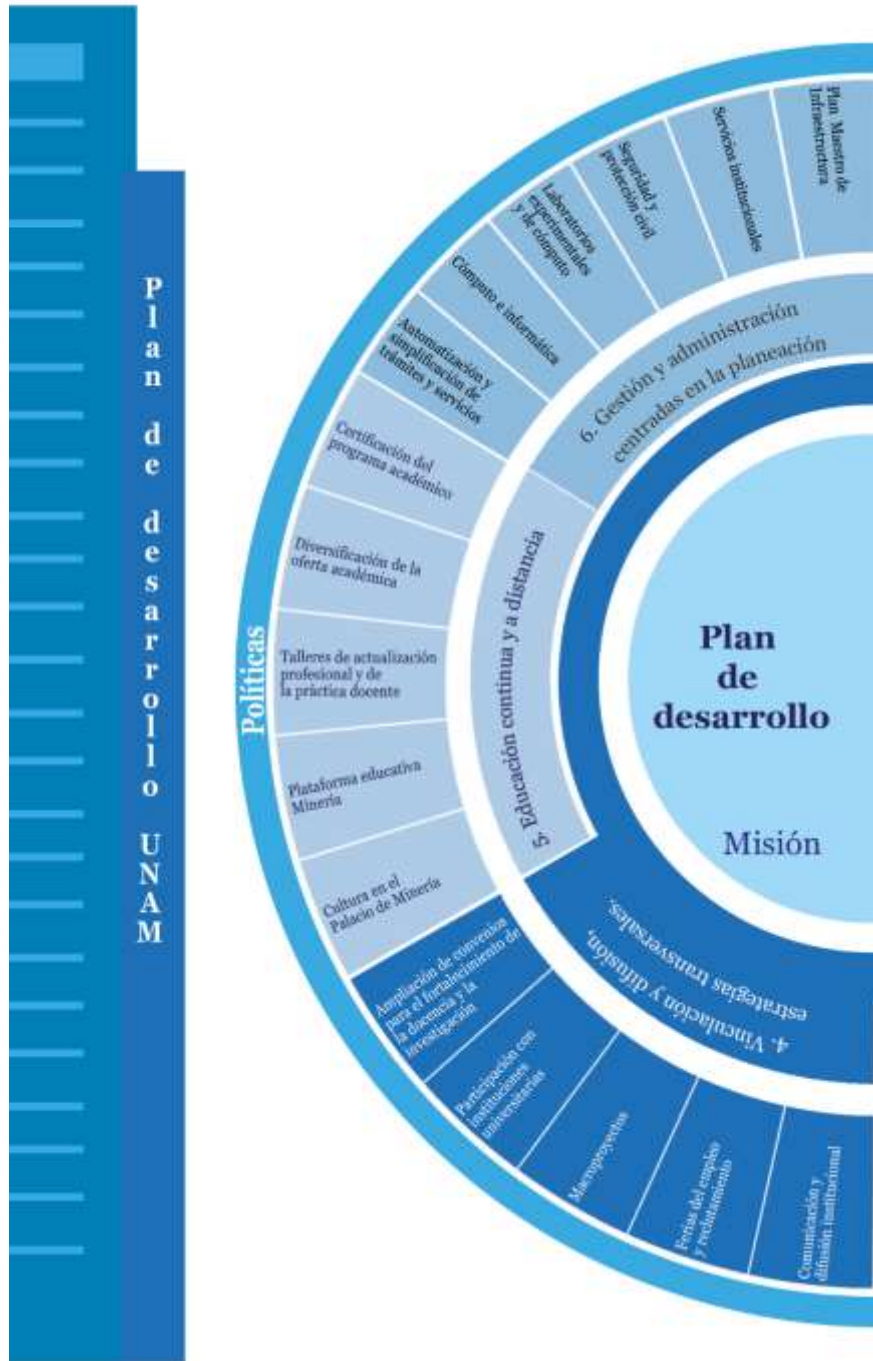 Plan de desarrollo UNAM
Políticas
Plan Maestro de
Infraestructura
Servicios institucionales
Seguridad y
protección civil
Laboratorios
experimentales
y de cómputo
Cómputo e informática
Automatización y
simplificación de
trámites y servicios
Certificación del
programa académico
Diversificación de la
oferta académica
Talleres de actualización
profesional y de
la práctica docente
Plataforma educativa
Minería
Cultura en el
Palacio de Minería
Ampliación de convenios
para el fortalecimiento de
la docencia y la
investigación
Participación con
instituciones
universitarias
Macroproyectos
Ferias del empleo
y reclutamiento
Comunicación y
difusión institucional
6. Gestión y administración
centradas en la planeación
5. Educación continua y a distancia
4. Vinculación y difusión,
estrategias transversales.
Plan
de
desarrollo
Misión